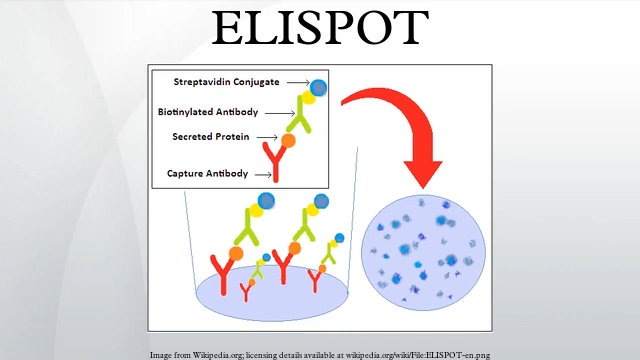 ELISPOT
Streptavidin Conjugate
Biotinylated Antibody
Secreted Protein
Capture Antibody
Image from Wikipedia.org; licensing details available at wikipedia.org/wiki/File:ELISPOT-en.png